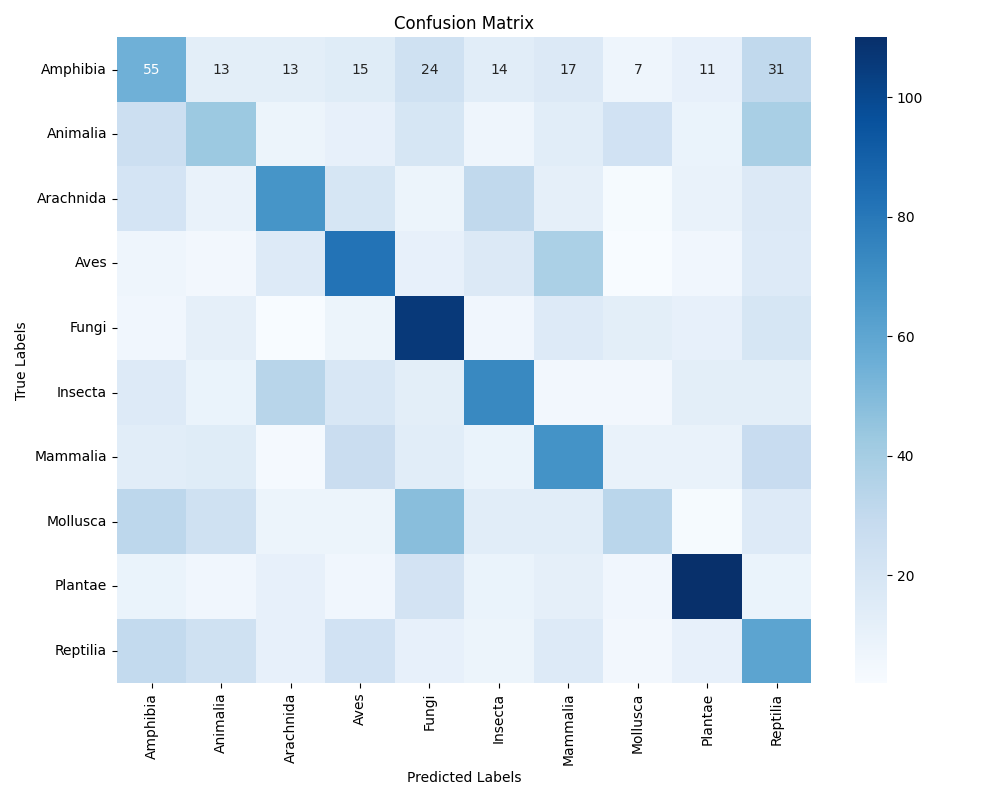 Confusion Matrix
Amphibia 55 13 13 15 24 14 17 7 11 31
Animalia
Arachnida
Aves
Fungi
Insecta
Mammalia
Mollusca
Plantae
Reptilia
True Labels
Amphibia Animalia Arachnida Aves Fungi Insecta Mammalia Mollusca Plantae Reptilia
Predicted Labels
100
80
60
40
20